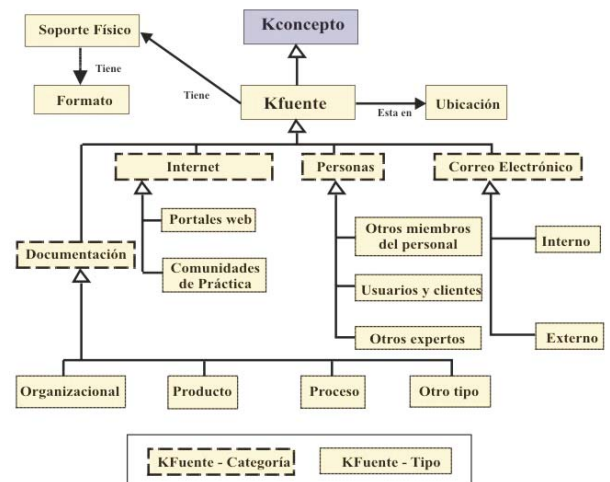 Soporte Físico
Kconcepto
Tiene
Formato
Tiene
Kfuente
Esta en
Ubicación
Internet
Personas
Correo Electrónico
Portales web
Otros miembros
del personal
Interno
Documentación
Comunidades
de Práctica
Usuarios y clientes
Otros expertos
Externo
Organizacional
Producto
Proceso
Otro tipo
KFuente - Categoría
KFuente - Tipo